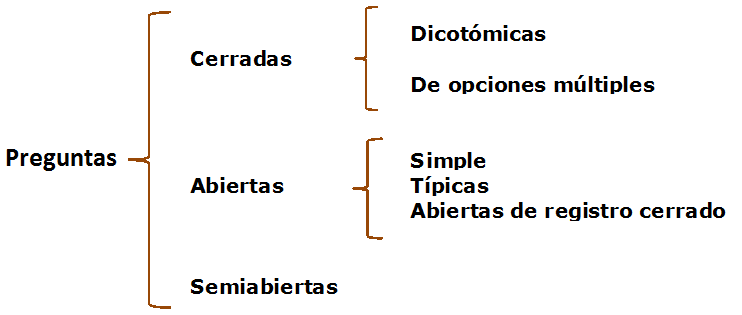 Preguntas
Cerradas
Dicotómicas
De opciones múltiples
Abiertas
Simple
Típicas
Abiertas de registro cerrado
Semiabiertas